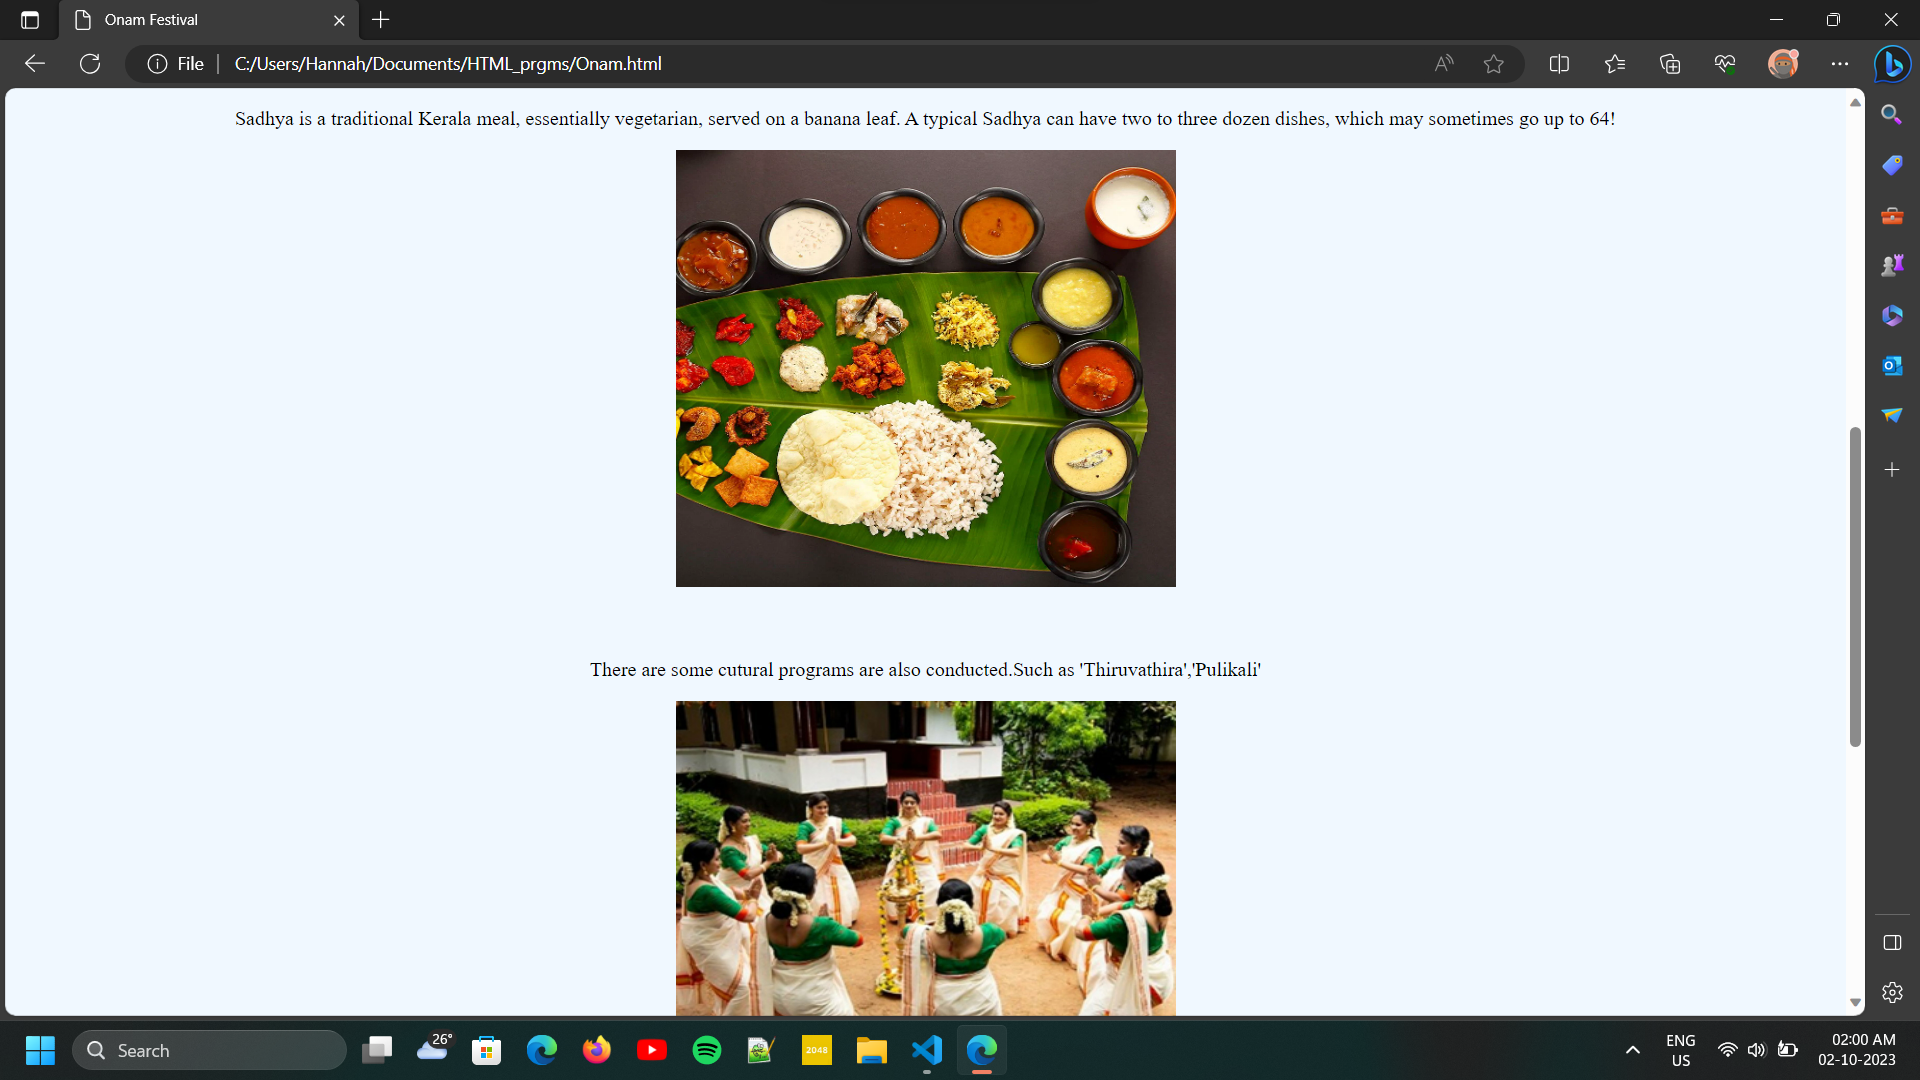 Onam Festival
File
C:/Users/Hannah/Documents/HTML_prgms/Onam.html
Sadhya is a traditional Kerala meal, essentially vegetarian, served on a banana leaf. A typical Sadhya can have two to three dozen dishes, which may sometimes go up to 64!
There are some cutural programs are also conducted.Such as 'Thiruvathira','Pulikali'
Search
26°
2048
ENG
US
02:00 AM
02-10-2023